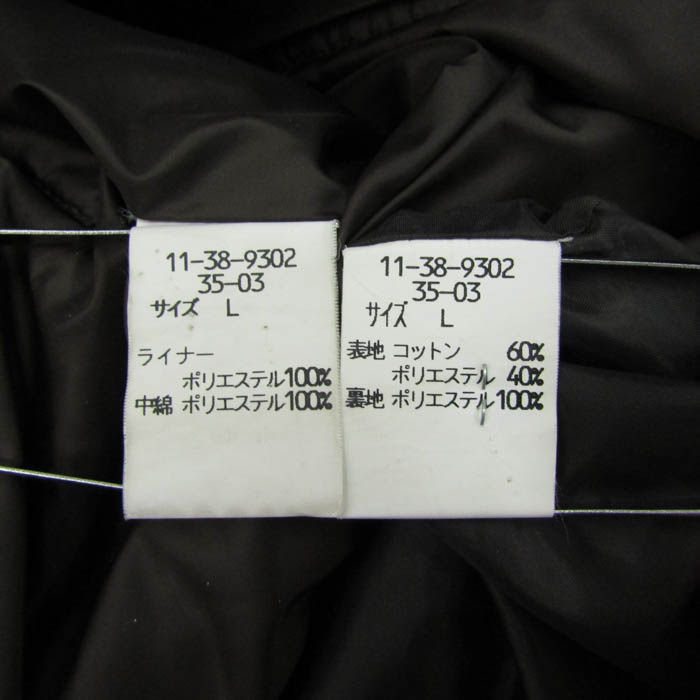 11-38-9302
35-03
サイズ L
ライナー
ポリエステル100%
中綿 ポリエステル100%
11-38-9302
35-03
サイズ L
表地 コットン 60%
ポリエステル 40%
裏地 ポリエステル100%